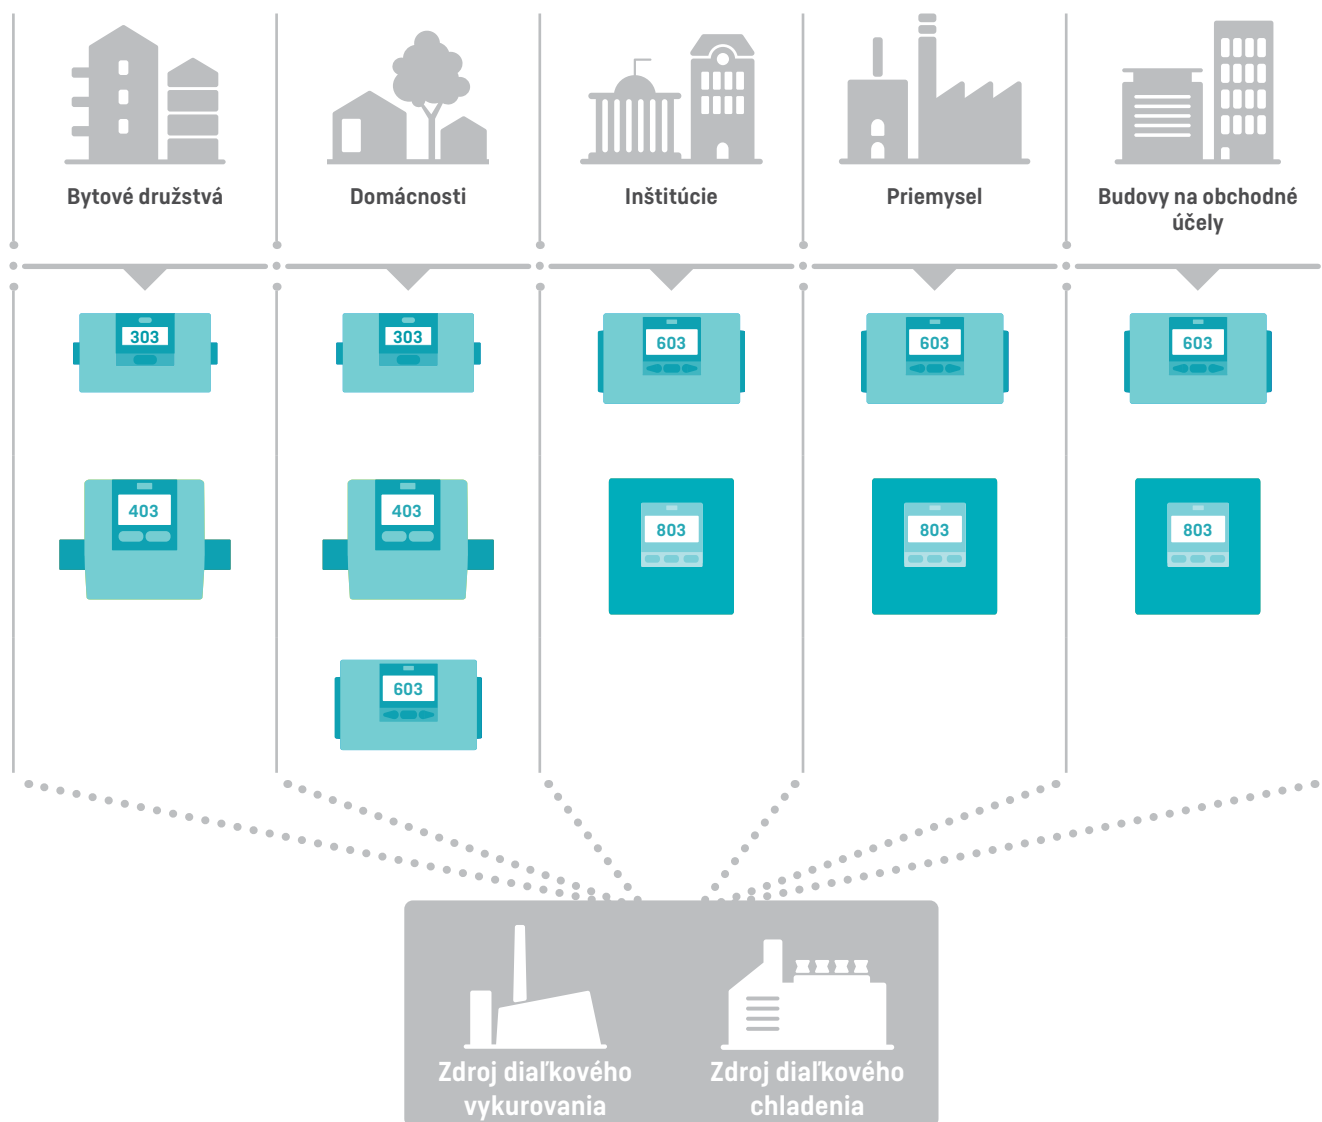 Bytové družstvá
Domácnosti
Inštitúcie
Priemysel
Budovy na obchodné
účely
303
303
603
603
603
403
403
803
803
803
603
Zdroj diaľkového
vykurovania
Zdroj diaľkového
chladenia